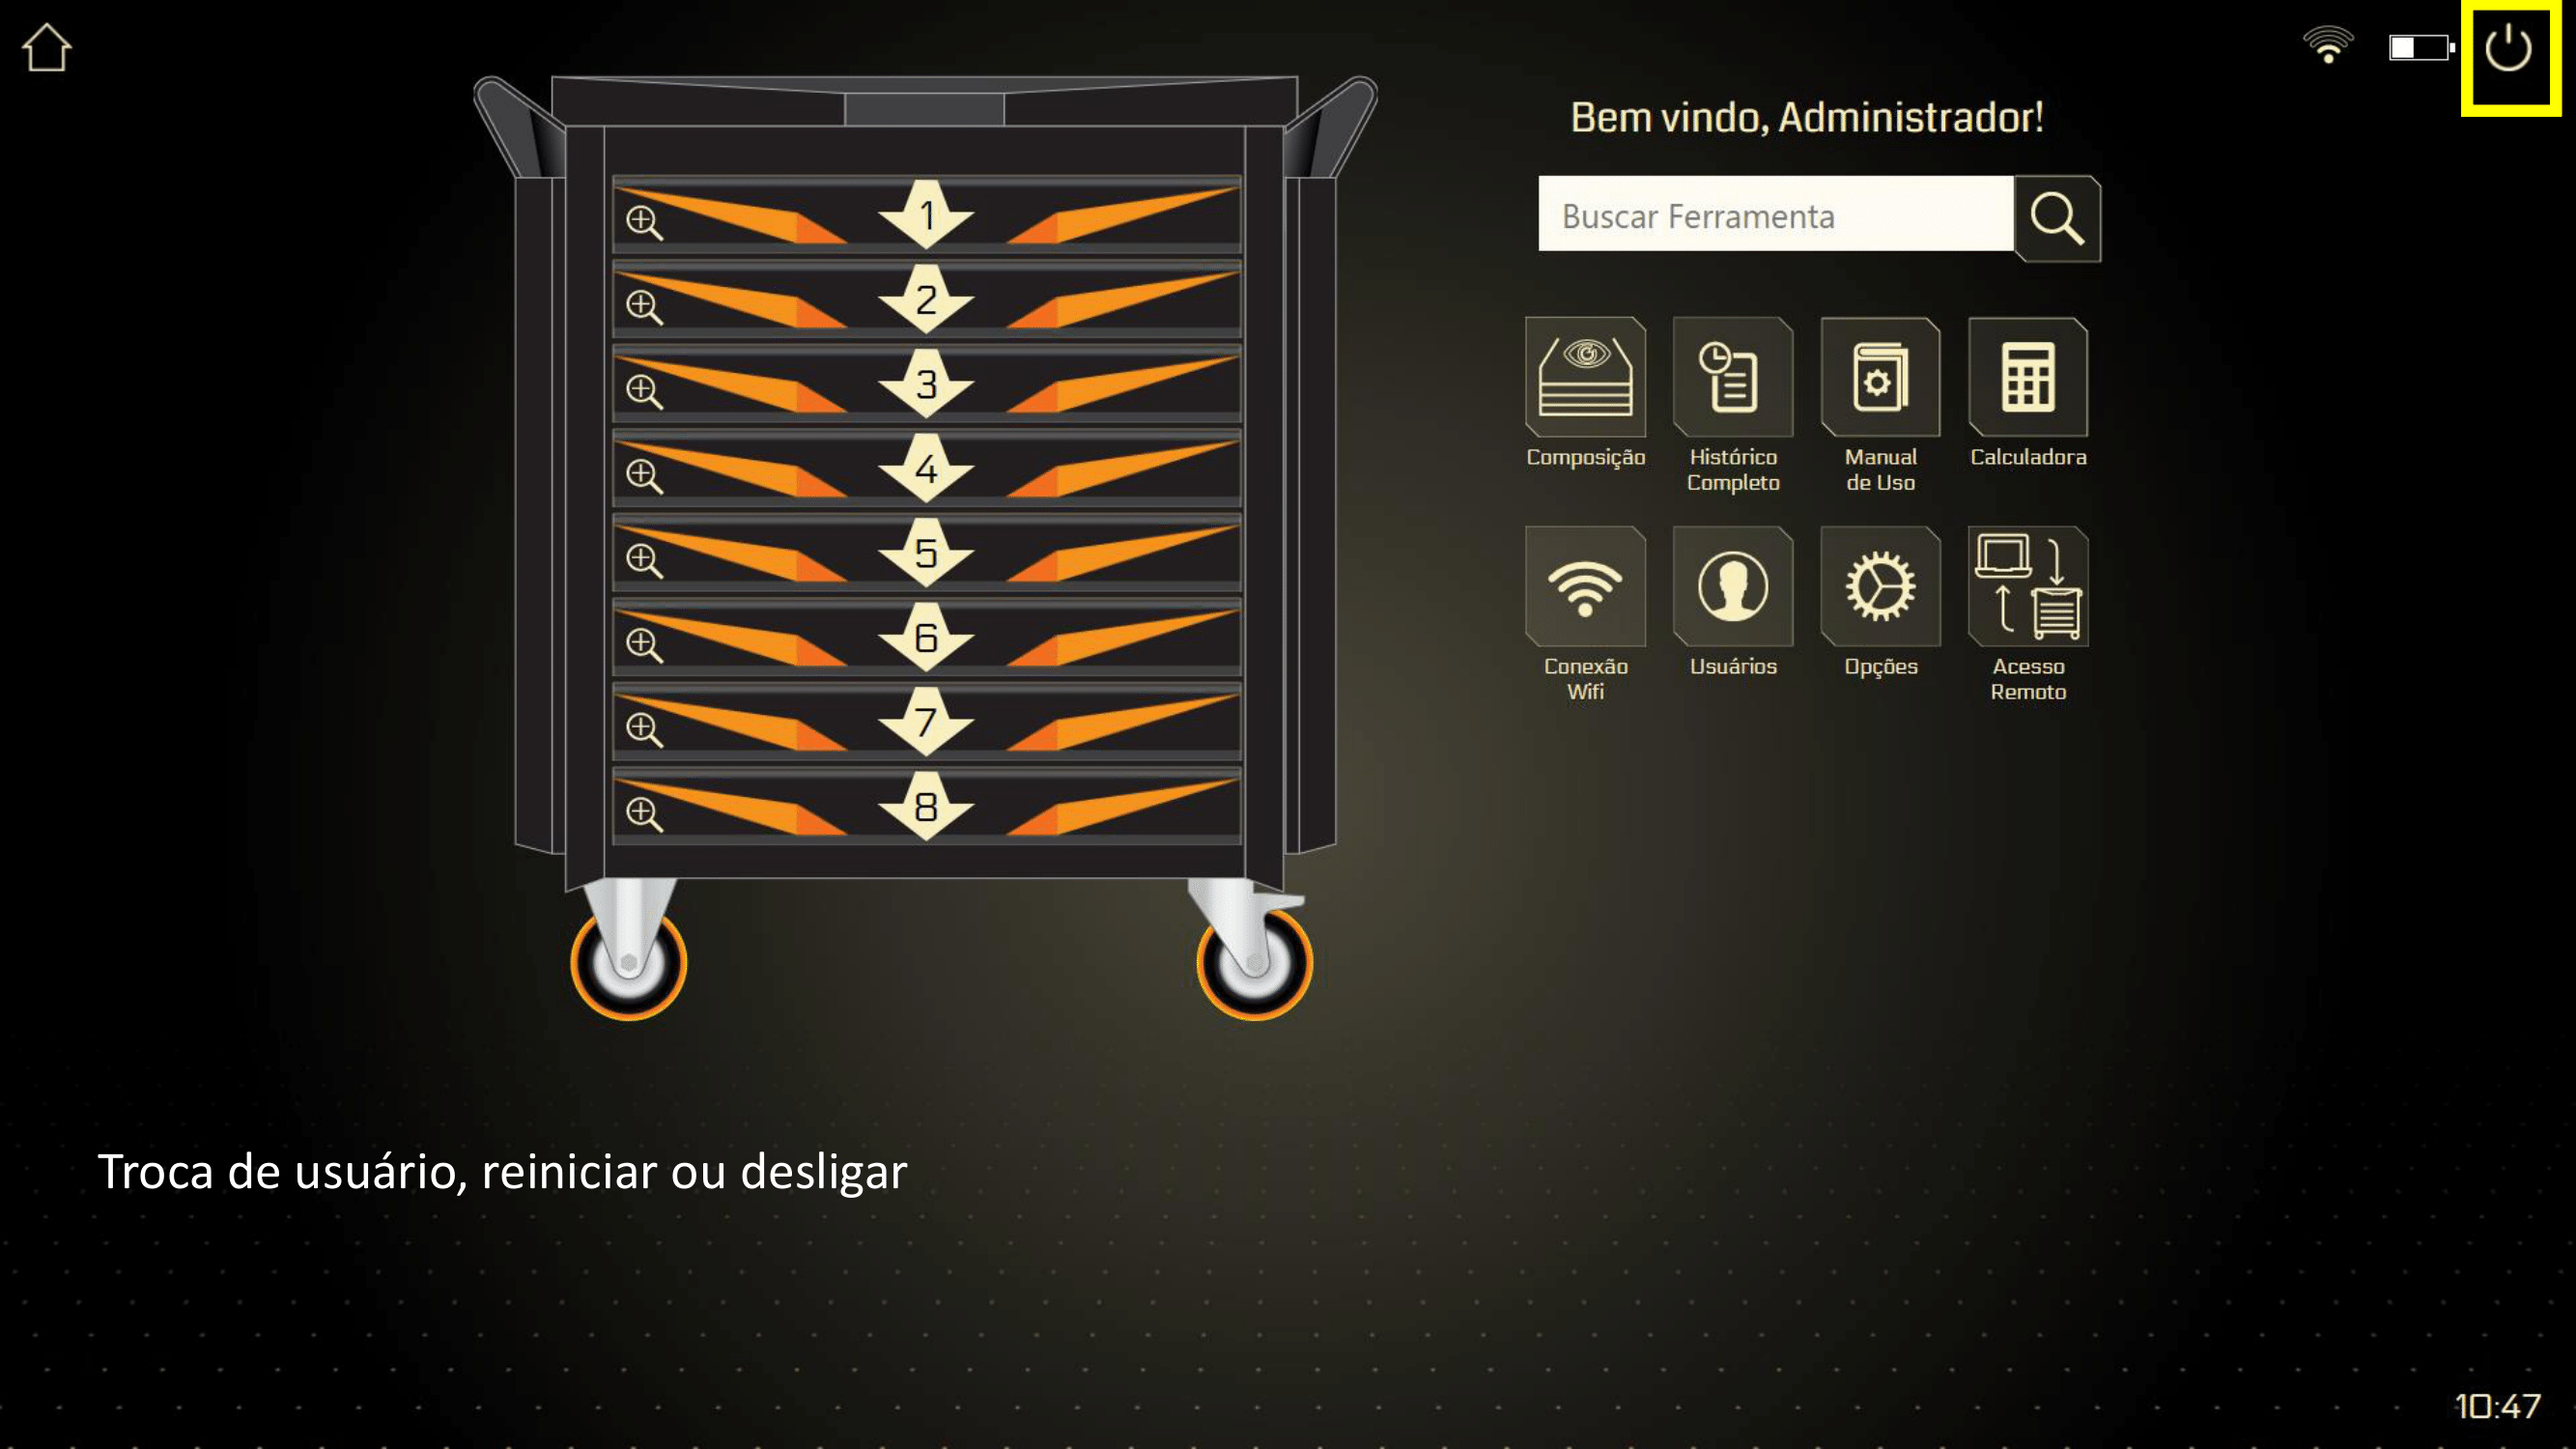 Bem vindo, Administrador!
Buscar Ferramenta
1
2
3
4
5
6
7
8
Composição
Histórico
Completo
Manual
de Uso
Calculadora
Conexão
Wifi
Usuários
Opções
Acesso
Remoto
Troca de usuário, reiniciar ou desligar
10:47